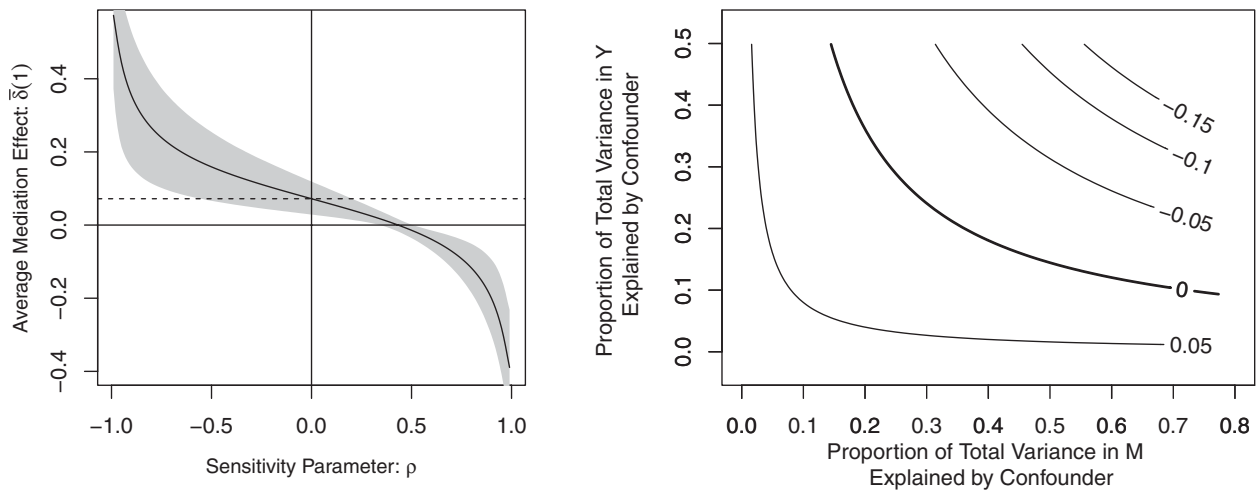 Average Mediation Effect: δ̄(1)
0.4
0.2
0.0
−0.2
−0.4
−1.0 −0.5 0.0 0.5 1.0
Sensitivity Parameter: ρ
Proportion of Total Variance in Y
Explained by Confounder
0.5
0.4
0.3
0.2
0.1
0.0
−0.15
−0.1
−0.05
0
0.05
0.0 0.1 0.2 0.3 0.4 0.5 0.6 0.7 0.8
Proportion of Total Variance in M
Explained by Confounder